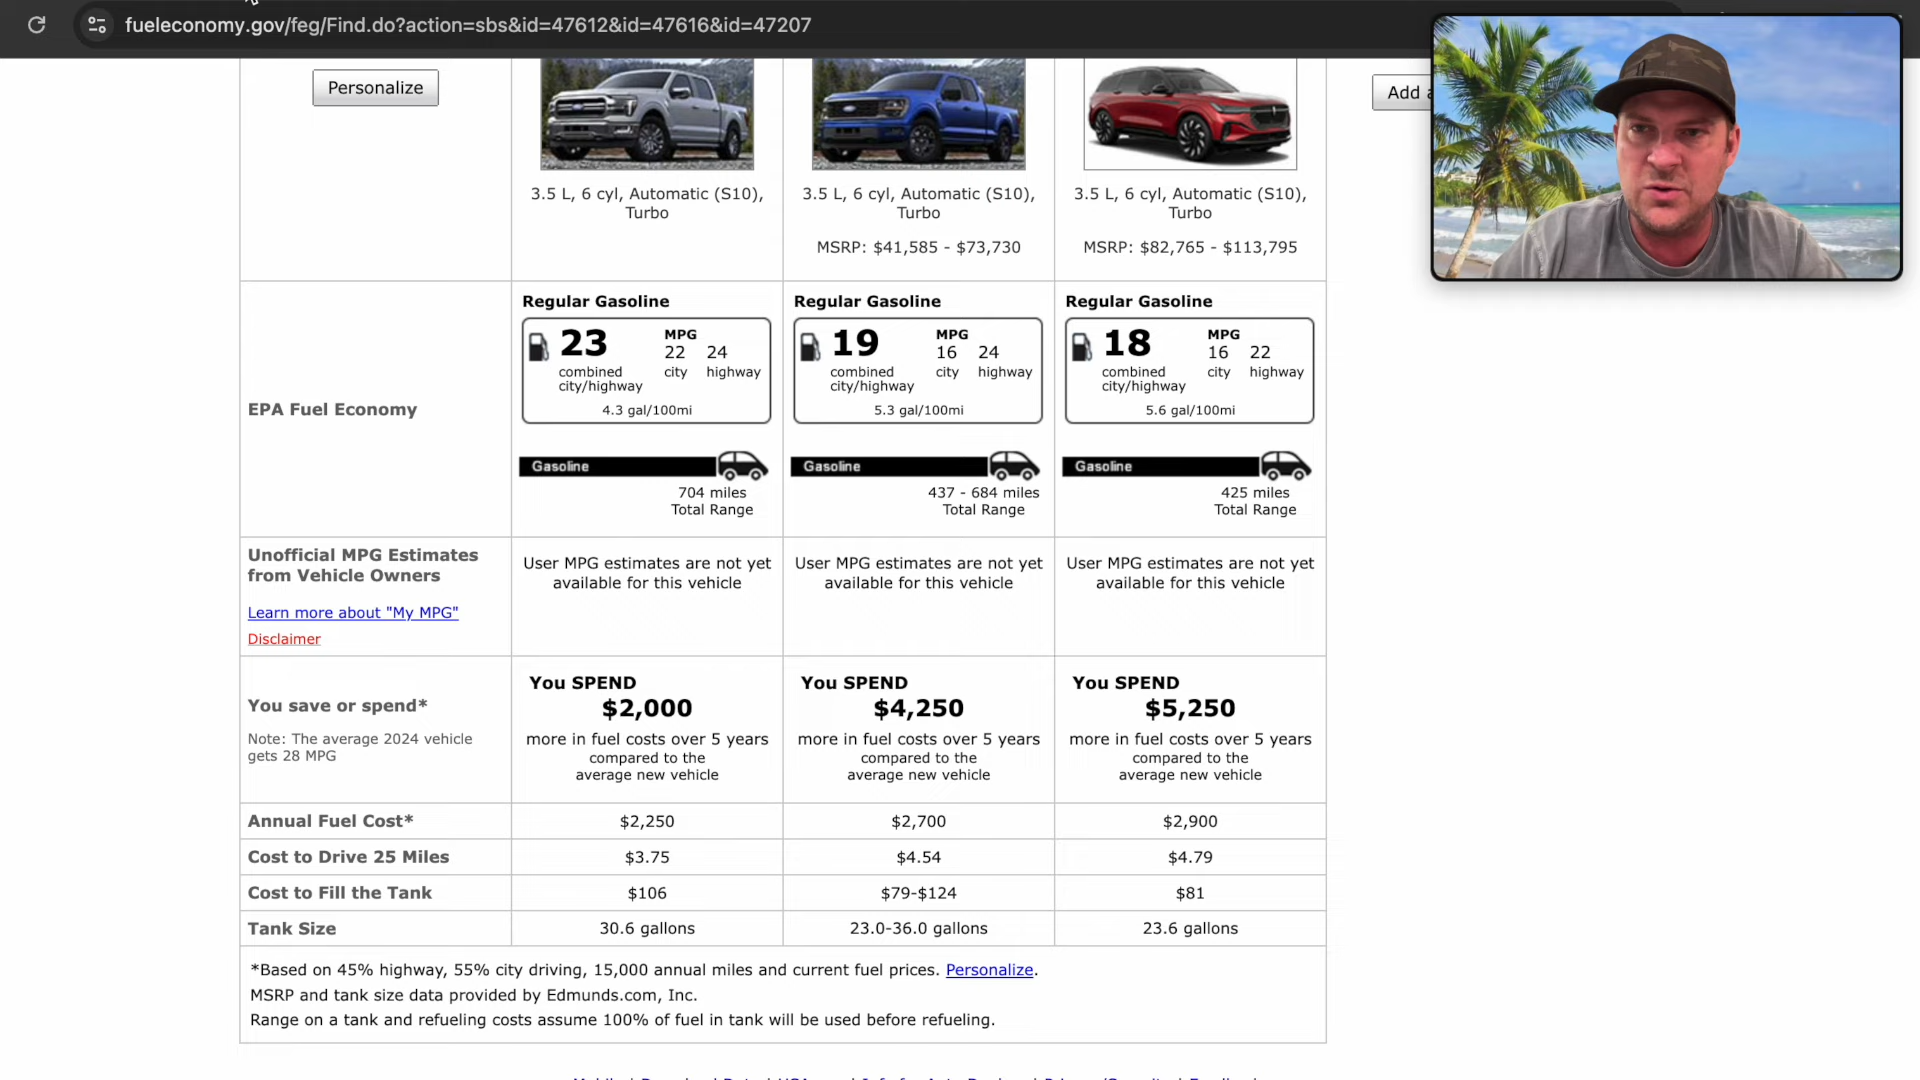 fueleconomy.gov/feg/Find.do?action=sbs&id=47612&id=47616&id=47207
Personalize
Add
3.5 L, 6 cyl, Automatic (S10),
Turbo
3.5 L, 6 cyl, Automatic (S10),
Turbo
MSRP: $41,585 - $73,730
3.5 L, 6 cyl, Automatic (S10),
Turbo
MSRP: $82,765 - $113,795
EPA Fuel Economy
Regular Gasoline
23
combined
city/highway
MPG
22 24
city highway
4.3 gal/100mi
Gasoline
704 miles
Total Range
Regular Gasoline
19
combined
city/highway
MPG
16 24
city highway
5.3 gal/100mi
Gasoline
437 - 684 miles
Total Range
Regular Gasoline
18
combined
city/highway
MPG
16 22
city highway
5.6 gal/100mi
Gasoline
425 miles
Total Range
Unofficial MPG Estimates
from Vehicle Owners
Learn more about "My MPG"
Disclaimer
User MPG estimates are not yet
available for this vehicle
User MPG estimates are not yet
available for this vehicle
User MPG estimates are not yet
available for this vehicle
You save or spend*
Note: The average 2024 vehicle
gets 28 MPG
You SPEND
$2,000
more in fuel costs over 5 years
compared to the
average new vehicle
You SPEND
$4,250
more in fuel costs over 5 years
compared to the
average new vehicle
You SPEND
$5,250
more in fuel costs over 5 years
compared to the
average new vehicle
Annual Fuel Cost* $2,250 $2,700 $2,900
Cost to Drive 25 Miles $3.75 $4.54 $4.79
Cost to Fill the Tank $106 $79-$124 $81
Tank Size 30.6 gallons 23.0-36.0 gallons 23.6 gallons
*Based on 45% highway, 55% city driving, 15,000 annual miles and current fuel prices. Personalize.
MSRP and tank size data provided by Edmunds.com, Inc.
Range on a tank and refueling costs assume 100% of fuel in tank will be used before refueling.